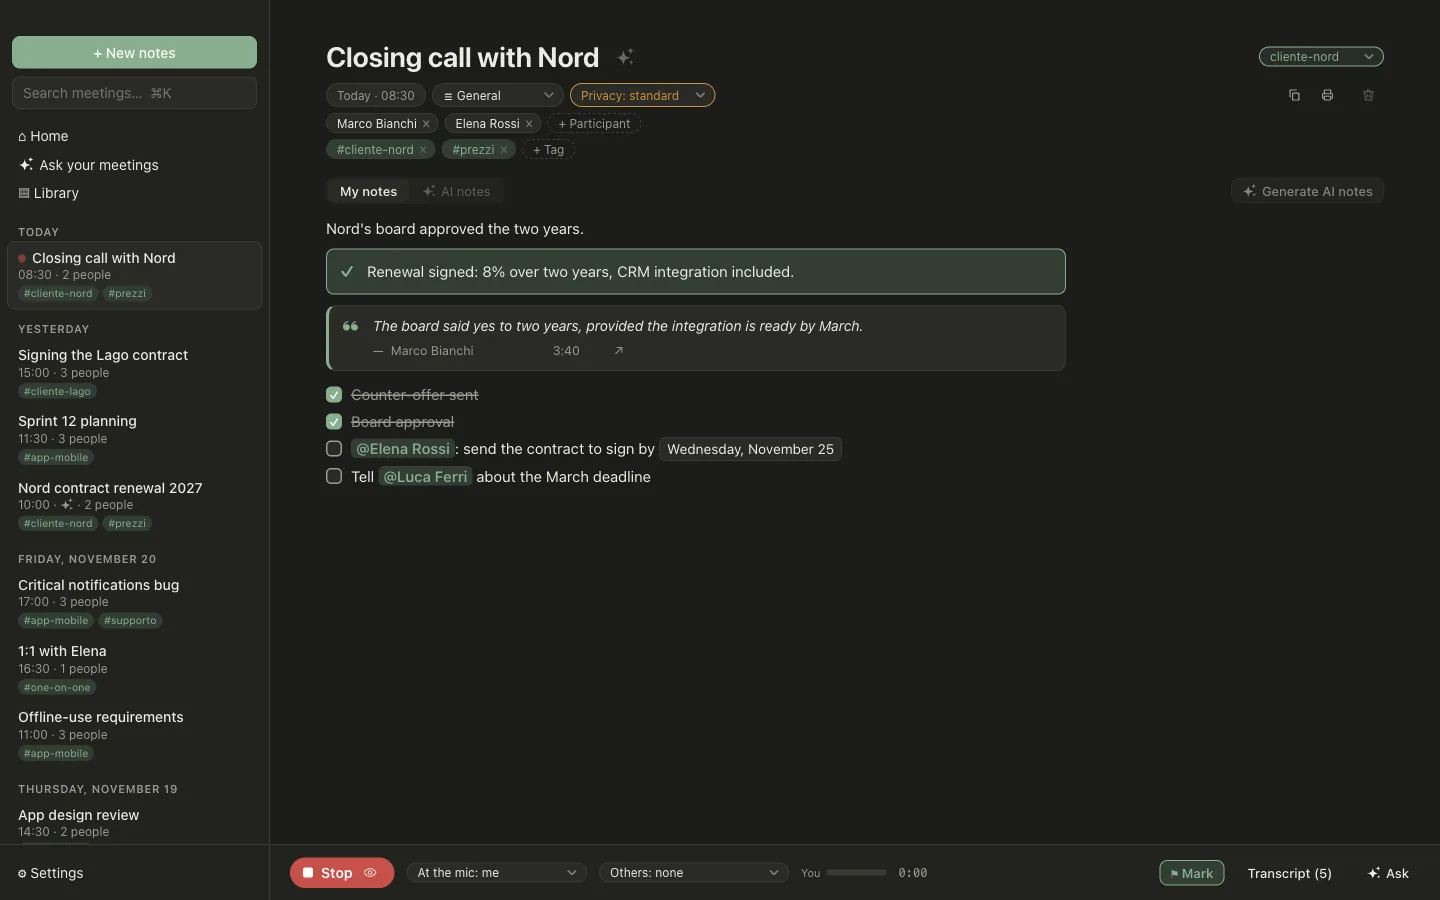 + New notes
Search meetings... ⌘K
Home
Ask your meetings
Library
TODAY
Closing call with Nord
08:30 · 2 people
#cliente-nord #prezzi
YESTERDAY
Signing the Lago contract
15:00 · 3 people
#cliente-lago
Sprint 12 planning
11:30 · 3 people
#app-mobile
Nord contract renewal 2027
10:00 · · 2 people
#cliente-nord #prezzi
FRIDAY, NOVEMBER 20
Critical notifications bug
17:00 · 3 people
#app-mobile #supporto
1:1 with Elena
16:30 · 1 people
#one-on-one
Offline-use requirements
11:00 · 3 people
#app-mobile
THURSDAY, NOVEMBER 19
App design review
14:30 · 2 people
Settings
Closing call with Nord
cliente-nord
Today · 08:30 General Privacy: standard
Marco Bianchi × Elena Rossi × + Participant
#cliente-nord × #prezzi × + Tag
My notes AI notes
Generate AI notes
Nord's board approved the two years.
Renewal signed: 8% over two years, CRM integration included.
The board said yes to two years, provided the integration is ready by March.
— Marco Bianchi 3:40 ↗
Counter-offer sent
Board approval
@Elena Rossi: send the contract to sign by Wednesday, November 25
Tell @Luca Ferri about the March deadline
Stop At the mic: me Others: none You 0:00
Mark Transcript (5) Ask